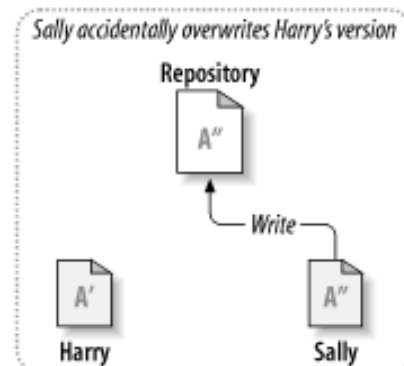 Sally accidentally overwrites Harry's version
Repository
A"
Write
A'
A"
Harry
Sally